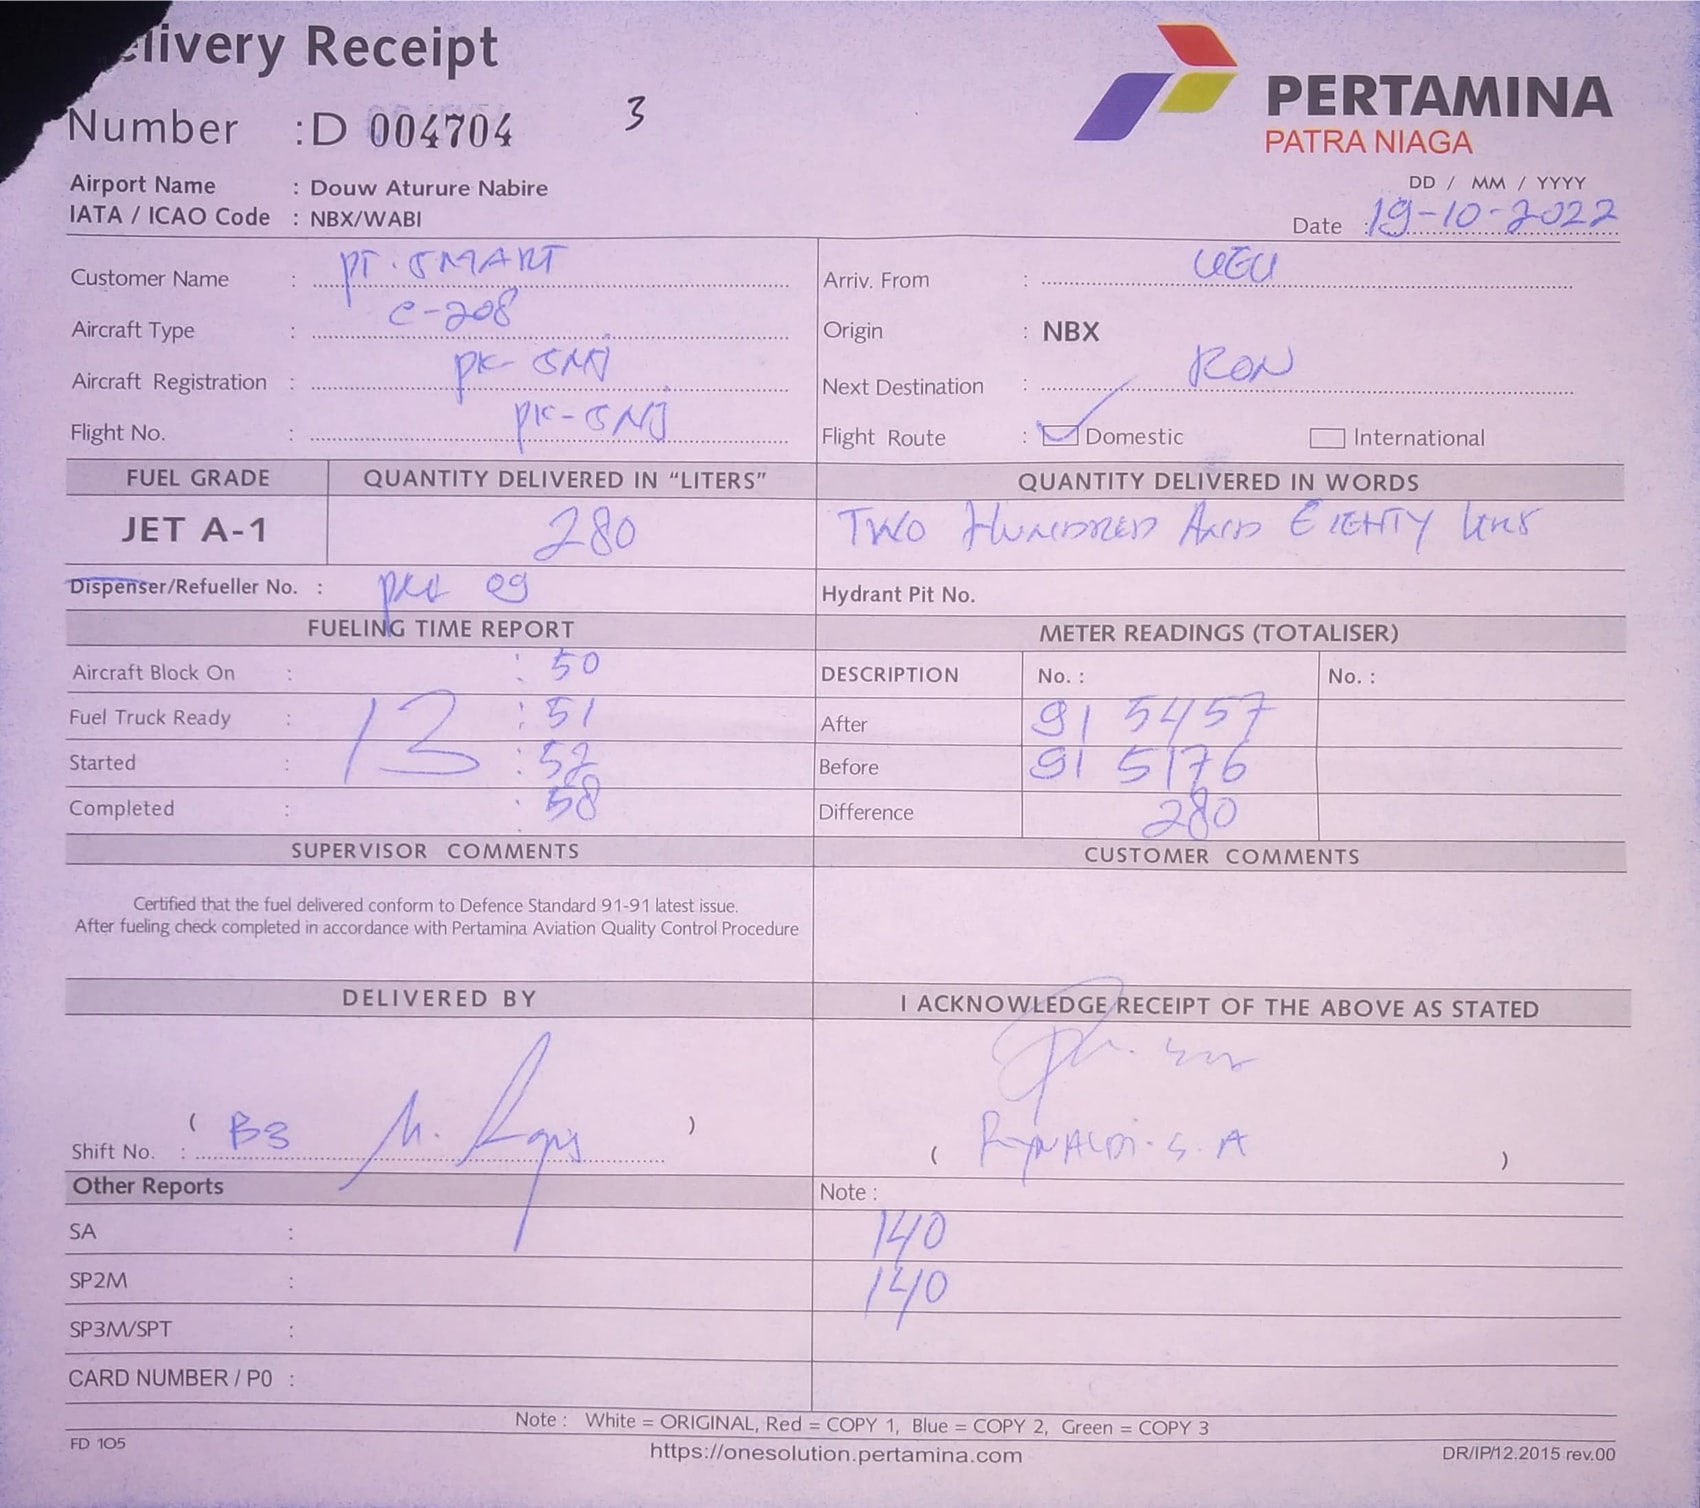 Delivery Receipt
Number : D 004704 3
PERTAMINA
PATRA NIAGA
Airport Name : Douw Aturure Nabire
IATA / ICAO Code : NBX/WABI
DD / MM / YYYY
Date : 19-10-2022
Customer Name : PT. SMART
Arriv. From :
Aircraft Type : C-208
Origin : NBX
Aircraft Registration : PK-SNJ
Next Destination : RON
Flight No. : PK-SNJ
Flight Route : Domestic International
FUEL GRADE QUANTITY DELIVERED IN "LITERS" QUANTITY DELIVERED IN WORDS
JET A-1 280 TWO HUNDRED AND EIGHTY
Dispenser/Refueller No. : 09
Hydrant Pit No.
FUELING TIME REPORT METER READINGS (TOTALISER)
Aircraft Block On : : 50
DESCRIPTION No. : No. :
Fuel Truck Ready : 13 : 51
After 91 5457
Started : : 52
Before 91 5176
Completed : : 58
Difference 280
SUPERVISOR COMMENTS CUSTOMER COMMENTS
Certified that the fuel delivered conform to Defence Standard 91-91 latest issue.
After fueling check completed in accordance with Pertamina Aviation Quality Control Procedure
DELIVERED BY I ACKNOWLEDGE RECEIPT OF THE ABOVE AS STATED
( )
Shift No. : B3
( RYNALDI. S. A )
Other Reports Note :
SA : 140
SP2M : 140
SP3M/SPT :
CARD NUMBER / P0 :
Note : White = ORIGINAL, Red = COPY 1, Blue = COPY 2, Green = COPY 3
FD 105 https://onesolution.pertamina.com DR/IP/12.2015 rev.00